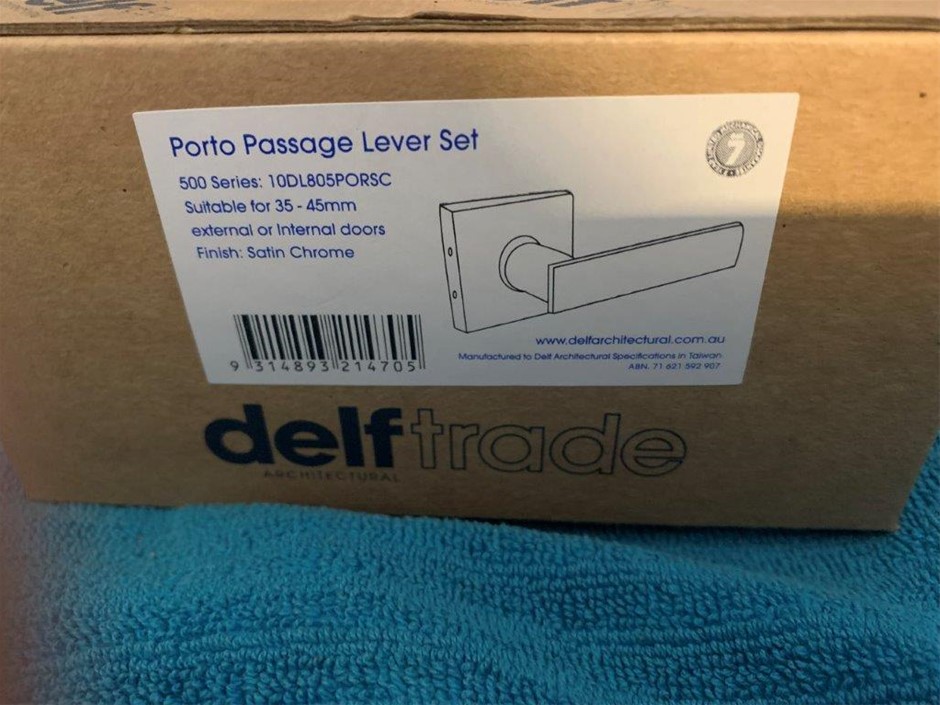 Porto Passage Lever Set
500 Series: 10DL805PORSC
Suitable for 35 - 45mm
external or Internal doors
Finish: Satin Chrome
7
9 314893 214705
www.delfarchitectural.com.au
Manufactured to Delf Architectural Specifications in Taiwan
ABN. 71 621 592 907
delftrade
ARCHITECTURAL